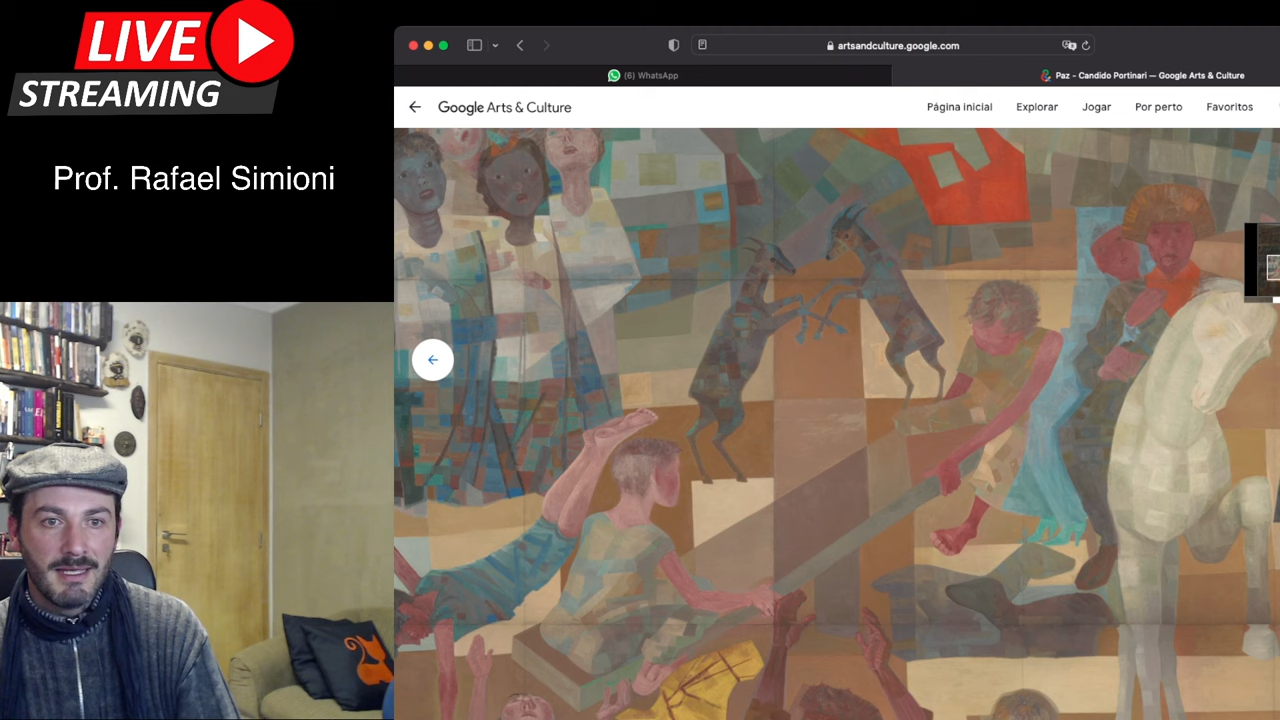 LIVE
STREAMING
Prof. Rafael Simioni
artsandculture.google.com
(6) WhatsApp
Paz - Candido Portinari — Google Arts & Culture
Google Arts & Culture
Página inicial
Explorar
Jogar
Por perto
Favoritos